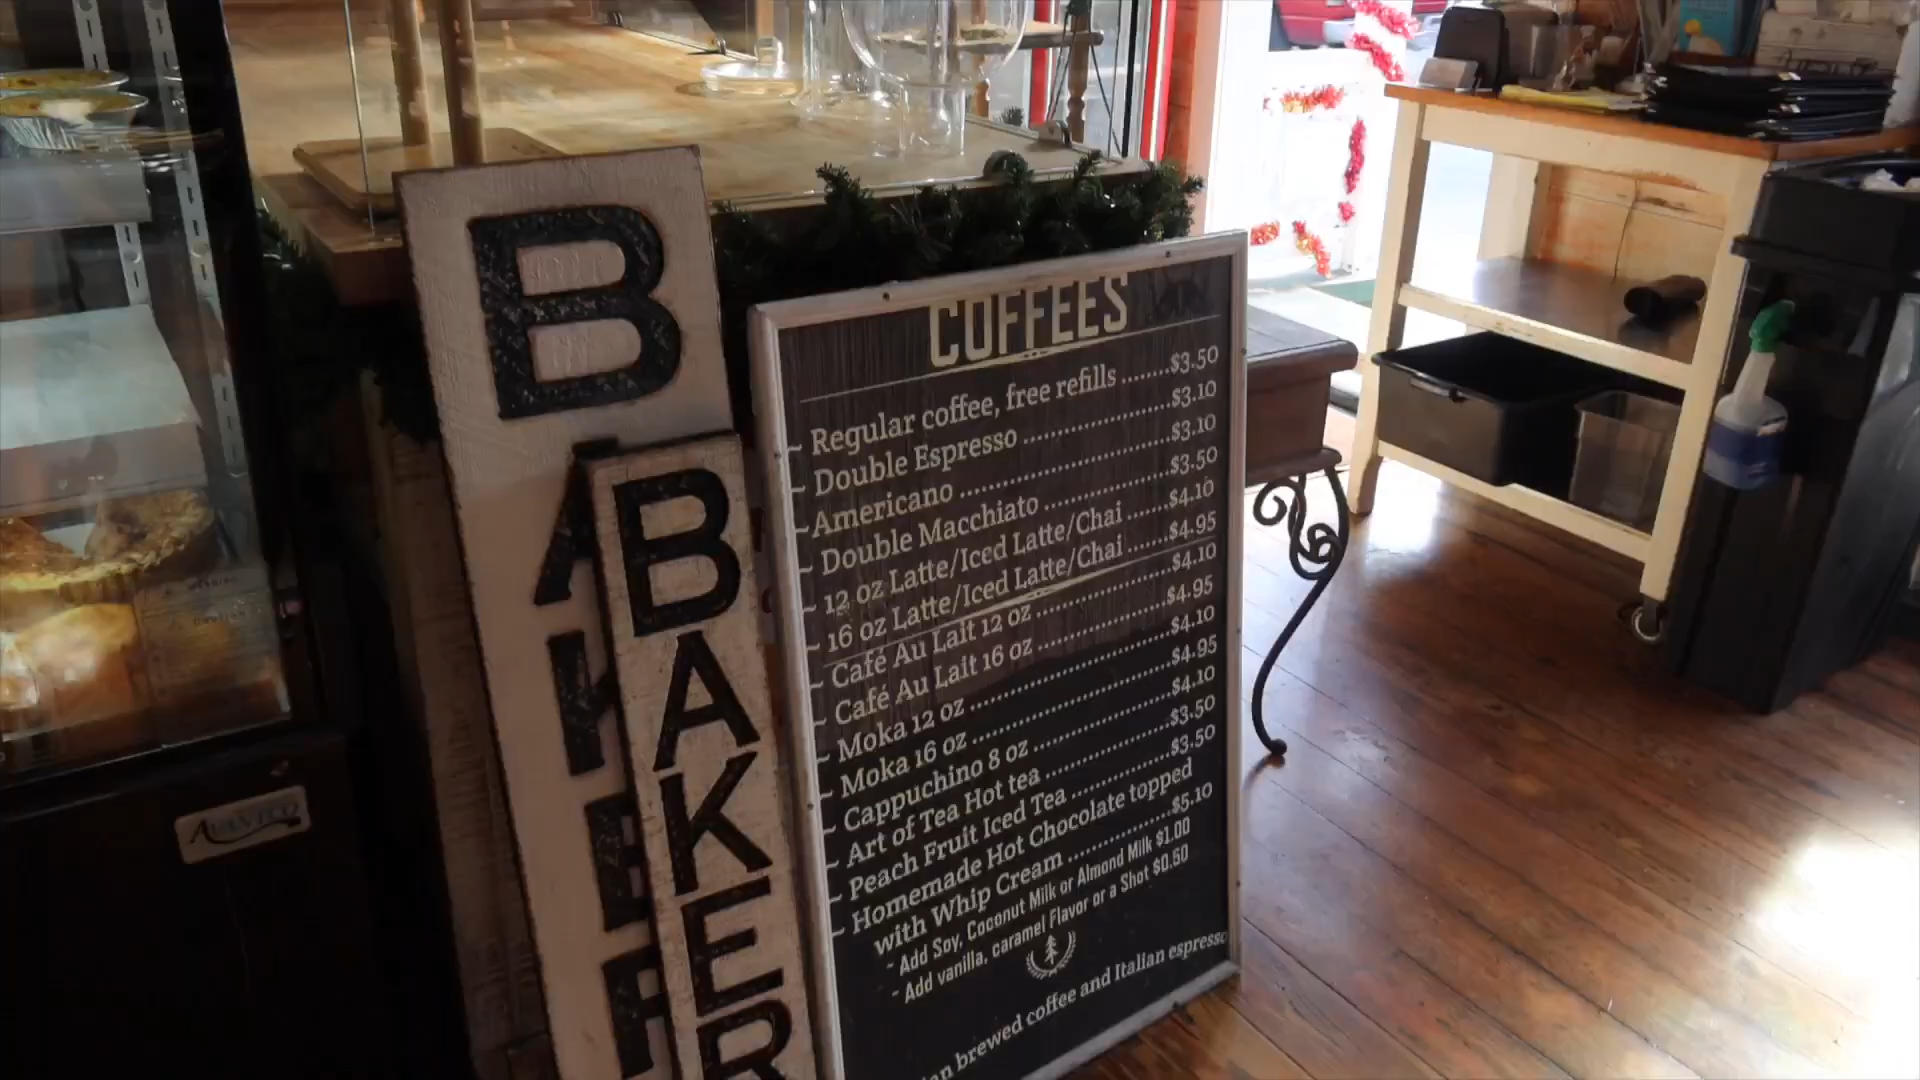 B
A
K
E
R
BAKER
COFFEES
~ Regular coffee, free refills ........$3.50
~ Double Espresso ........................$3.10
~ Americano ................................$3.10
~ Double Macchiato .....................$3.50
~ 12 oz Latte/Iced Latte/Chai .......$4.10
~ 16 oz Latte/Iced Latte/Chai .......$4.95
~ Café Au Lait 12 oz .....................$4.10
~ Café Au Lait 16 oz .....................$4.95
~ Moka 12 oz ...............................$4.10
~ Moka 16 oz ...............................$4.95
~ Cappuchino 8 oz .......................$4.10
~ Art of Tea Hot tea .....................$3.50
~ Peach Fruit Iced Tea .................$3.50
~ Homemade Hot Chocolate topped
with Whip Cream ..................$5.10
- Add Soy, Coconut Milk or Almond Milk $1.00
- Add vanilla, caramel Flavor or a Shot $0.60
brewed coffee and Italian espresso